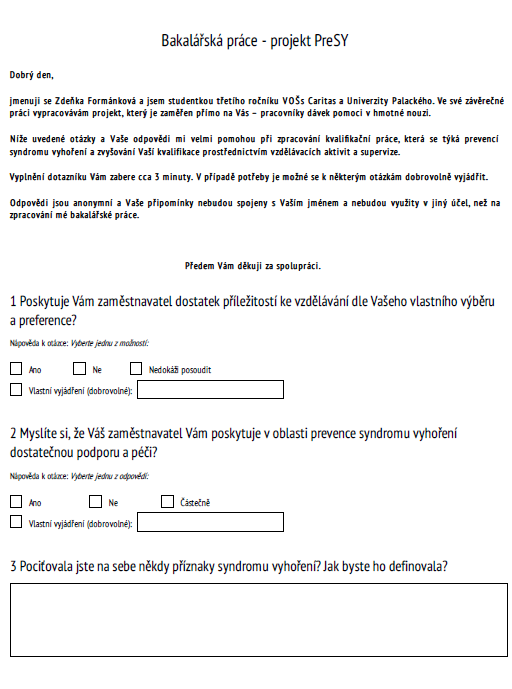 Bakalářská práce - projekt PreSY
Dobrý den,
jmenuji se Zdeňka Formánková a jsem studentkou třetího ročníku VOŠs Caritas a Univerzity Palackého. Ve své závěrečné
práci vypracovávám projekt, který je zaměřen přímo na Vás – pracovníky dávek pomoci v hmotné nouzi.
Níže uvedené otázky a Vaše odpovědi mi velmi pomohou při zpracování kvalifikační práce, která se týká prevencí
syndromu vyhoření a zvyšování Vaší kvalifikace prostřednictvím vzdělávacích aktivit a supervize.
Vyplnění dotazníku Vám zabere cca 3 minuty. V případě potřeby je možné se k některým otázkám dobrovolně vyjádřit.
Odpovědi jsou anonymní a Vaše připomínky nebudou spojeny s Vaším jménem a nebudou využity v jiný účel, než na
zpracování mé bakalářské práce.
Předem Vám děkuji za spolupráci.
1 Poskytuje Vám zaměstnavatel dostatek příležitostí ke vzdělávání dle Vašeho vlastního výběru
a preference?
Nápověda k otázce: Vyberte jednu z možností:
Ano Ne Nedokáži posoudit
Vlastní vyjádření (dobrovolné):
2 Myslíte si, že Váš zaměstnavatel Vám poskytuje v oblasti prevence syndromu vyhoření
dostatečnou podporu a péči?
Nápověda k otázce: Vyberte jednu z odpovědí:
Ano Ne Částečně
Vlastní vyjádření (dobrovolné):
3 Pociťovala jste na sebe někdy příznaky syndromu vyhoření? Jak byste ho definovala?